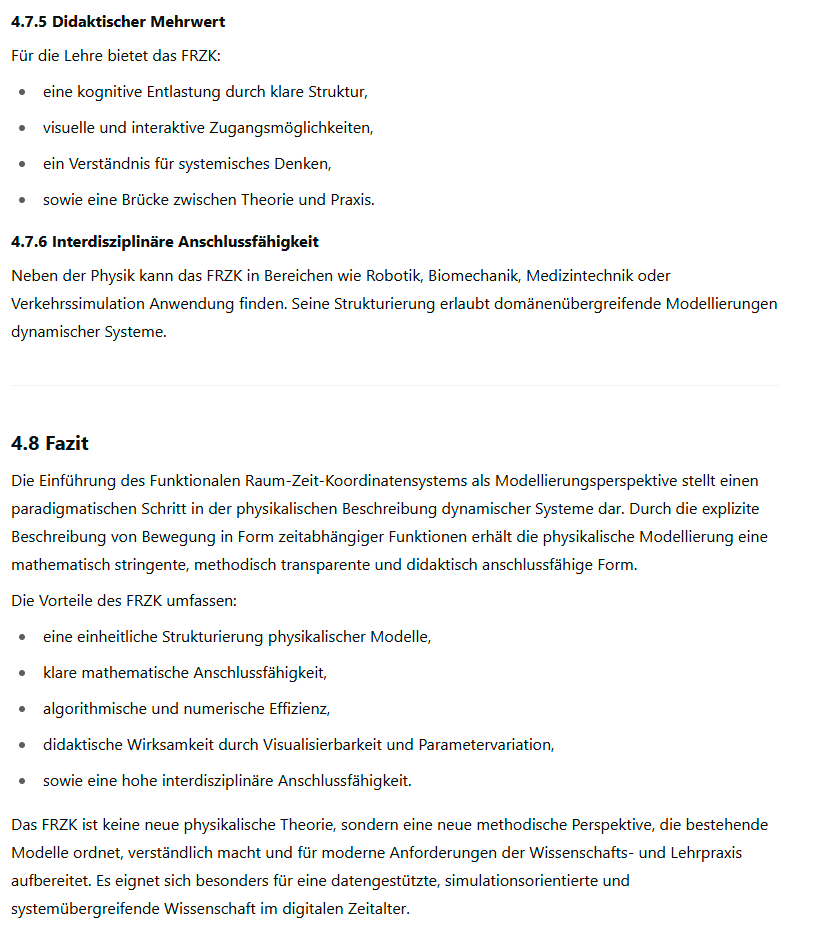 4.7.5 Didaktischer Mehrwert
Für die Lehre bietet das FRZK:
• eine kognitive Entlastung durch klare Struktur,
• visuelle und interaktive Zugangsmöglichkeiten,
• ein Verständnis für systemisches Denken,
• sowie eine Brücke zwischen Theorie und Praxis.
4.7.6 Interdisziplinäre Anschlussfähigkeit
Neben der Physik kann das FRZK in Bereichen wie Robotik, Biomechanik, Medizintechnik oder
Verkehrssimulation Anwendung finden. Seine Strukturierung erlaubt domänenübergreifende Modellierungen
dynamischer Systeme.
4.8 Fazit
Die Einführung des Funktionalen Raum-Zeit-Koordinatensystems als Modellierungsperspektive stellt einen
paradigmatischen Schritt in der physikalischen Beschreibung dynamischer Systeme dar. Durch die explizite
Beschreibung von Bewegung in Form zeitabhängiger Funktionen erhält die physikalische Modellierung eine
mathematisch stringente, methodisch transparente und didaktisch anschlussfähige Form.
Die Vorteile des FRZK umfassen:
• eine einheitliche Strukturierung physikalischer Modelle,
• klare mathematische Anschlussfähigkeit,
• algorithmische und numerische Effizienz,
• didaktische Wirksamkeit durch Visualisierbarkeit und Parametervariation,
• sowie eine hohe interdisziplinäre Anschlussfähigkeit.
Das FRZK ist keine neue physikalische Theorie, sondern eine neue methodische Perspektive, die bestehende
Modelle ordnet, verständlich macht und für moderne Anforderungen der Wissenschafts- und Lehrpraxis
aufbereitet. Es eignet sich besonders für eine datengestützte, simulationsorientierte und
systemübergreifende Wissenschaft im digitalen Zeitalter.